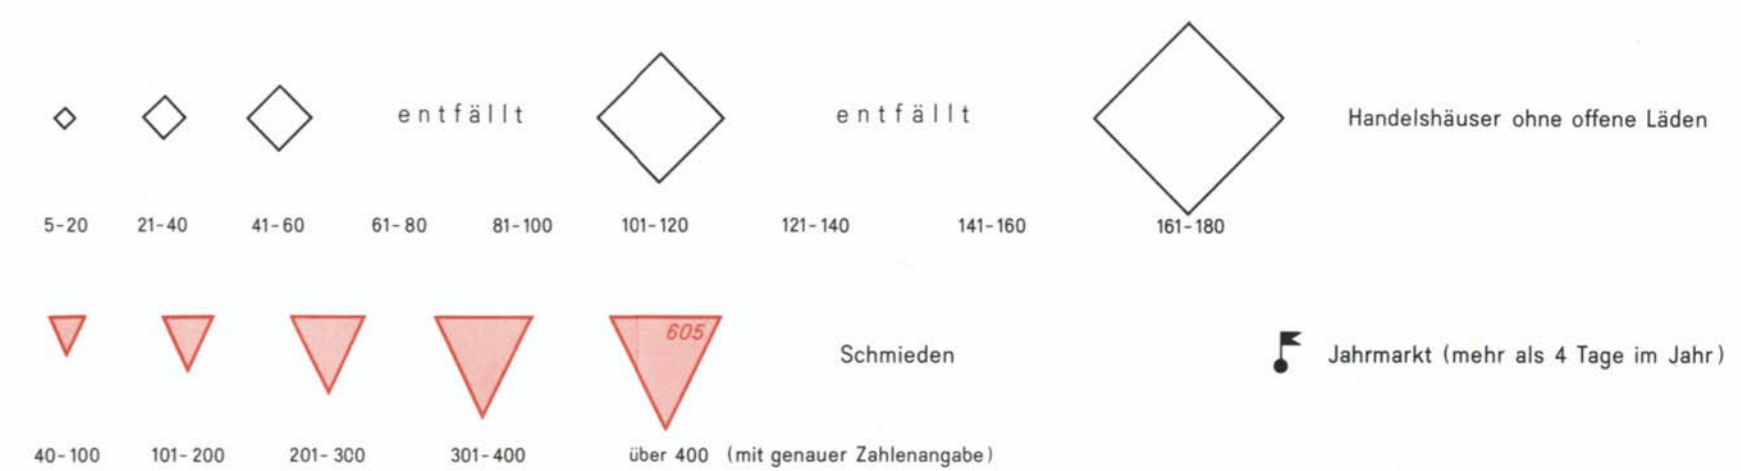 entfällt entfällt Handelshäuser ohne offene Läden
5-20 21-40 41-60 61-80 81-100 101-120 121-140 141-160 161-180
605
Schmieden Jahrmarkt (mehr als 4 Tage im Jahr)
40-100 101-200 201-300 301-400 über 400 (mit genauer Zahlenangabe)